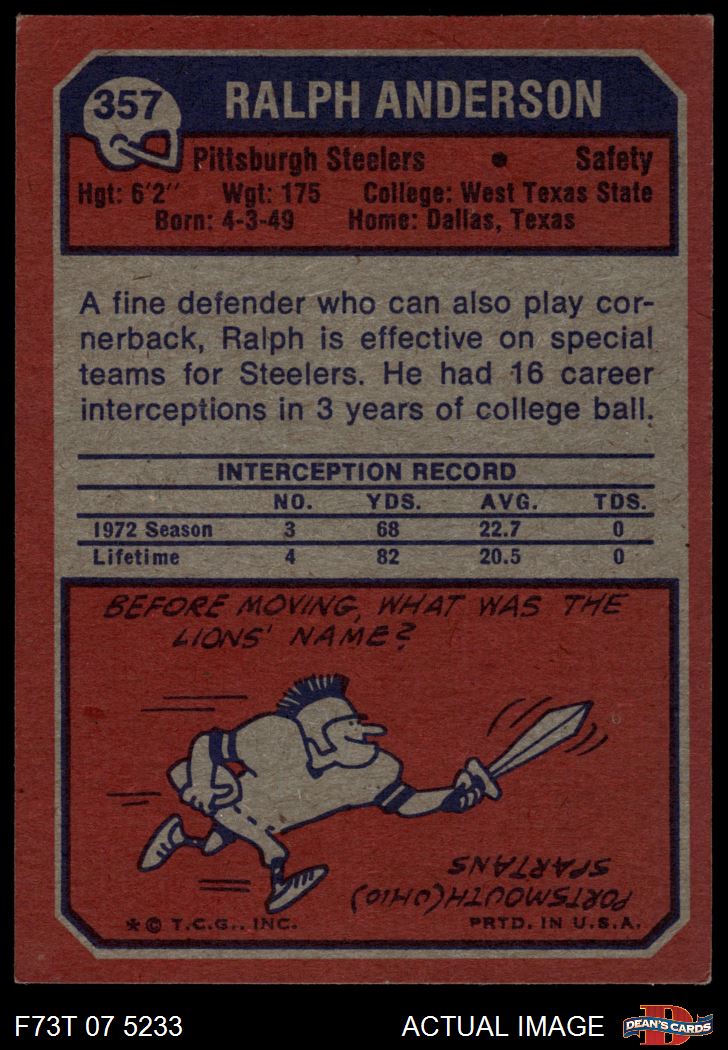 357
RALPH ANDERSON
Pittsburgh Steelers • Safety
Hgt: 6'2" Wgt: 175 College: West Texas State
Born: 4-3-49 Home: Dallas, Texas
A fine defender who can also play cor-
nerback, Ralph is effective on special
teams for Steelers. He had 16 career
interceptions in 3 years of college ball.
INTERCEPTION RECORD
NO. YDS. AVG. TDS.
1972 Season 3 68 22.7 0
Lifetime 4 82 20.5 0
BEFORE MOVING, WHAT WAS THE
LIONS' NAME?
PORTSMOUTH (OHIO)
SPARTANS
* © T.C.G., INC. PRTD. IN U.S.A.
F73T 07 5233 ACTUAL IMAGE
D
DEAN'S CARDS